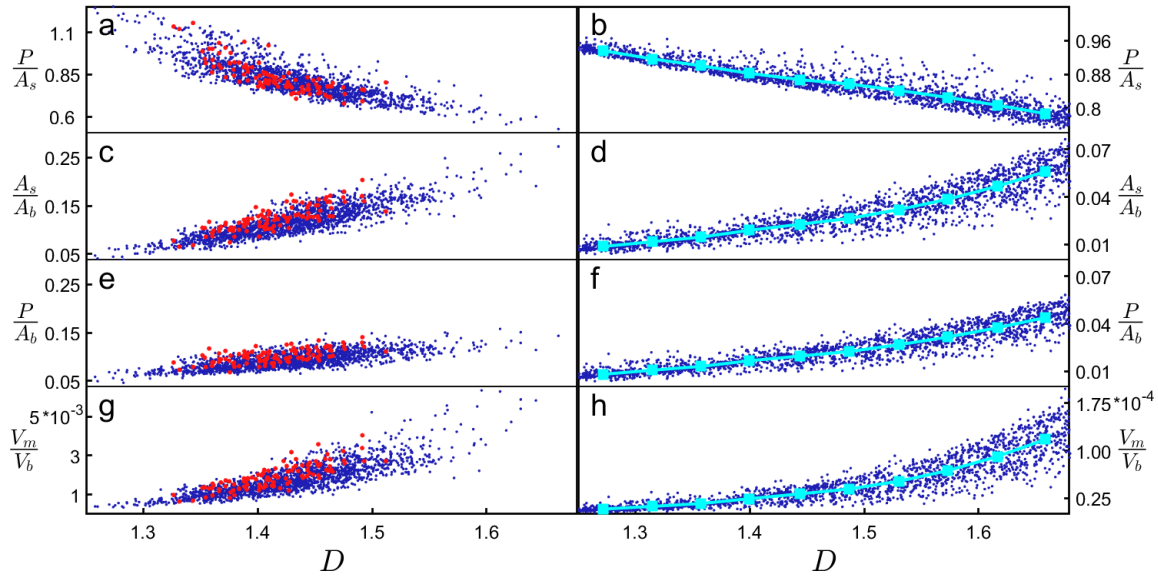 a
b
1.1
0.85
0.6
P/A_s
0.96
0.88
0.8
P/A_s
c
d
0.25
0.15
0.05
A_s/A_b
0.07
0.04
0.01
A_s/A_b
e
f
0.25
0.15
0.05
P/A_b
0.07
0.04
0.01
P/A_b
g
h
5*10⁻³
3
1
V_m/V_b
1.75*10⁻⁴
1.00
0.25
V_m/V_b
1.3 1.4 1.5 1.6
1.3 1.4 1.5 1.6
D
D